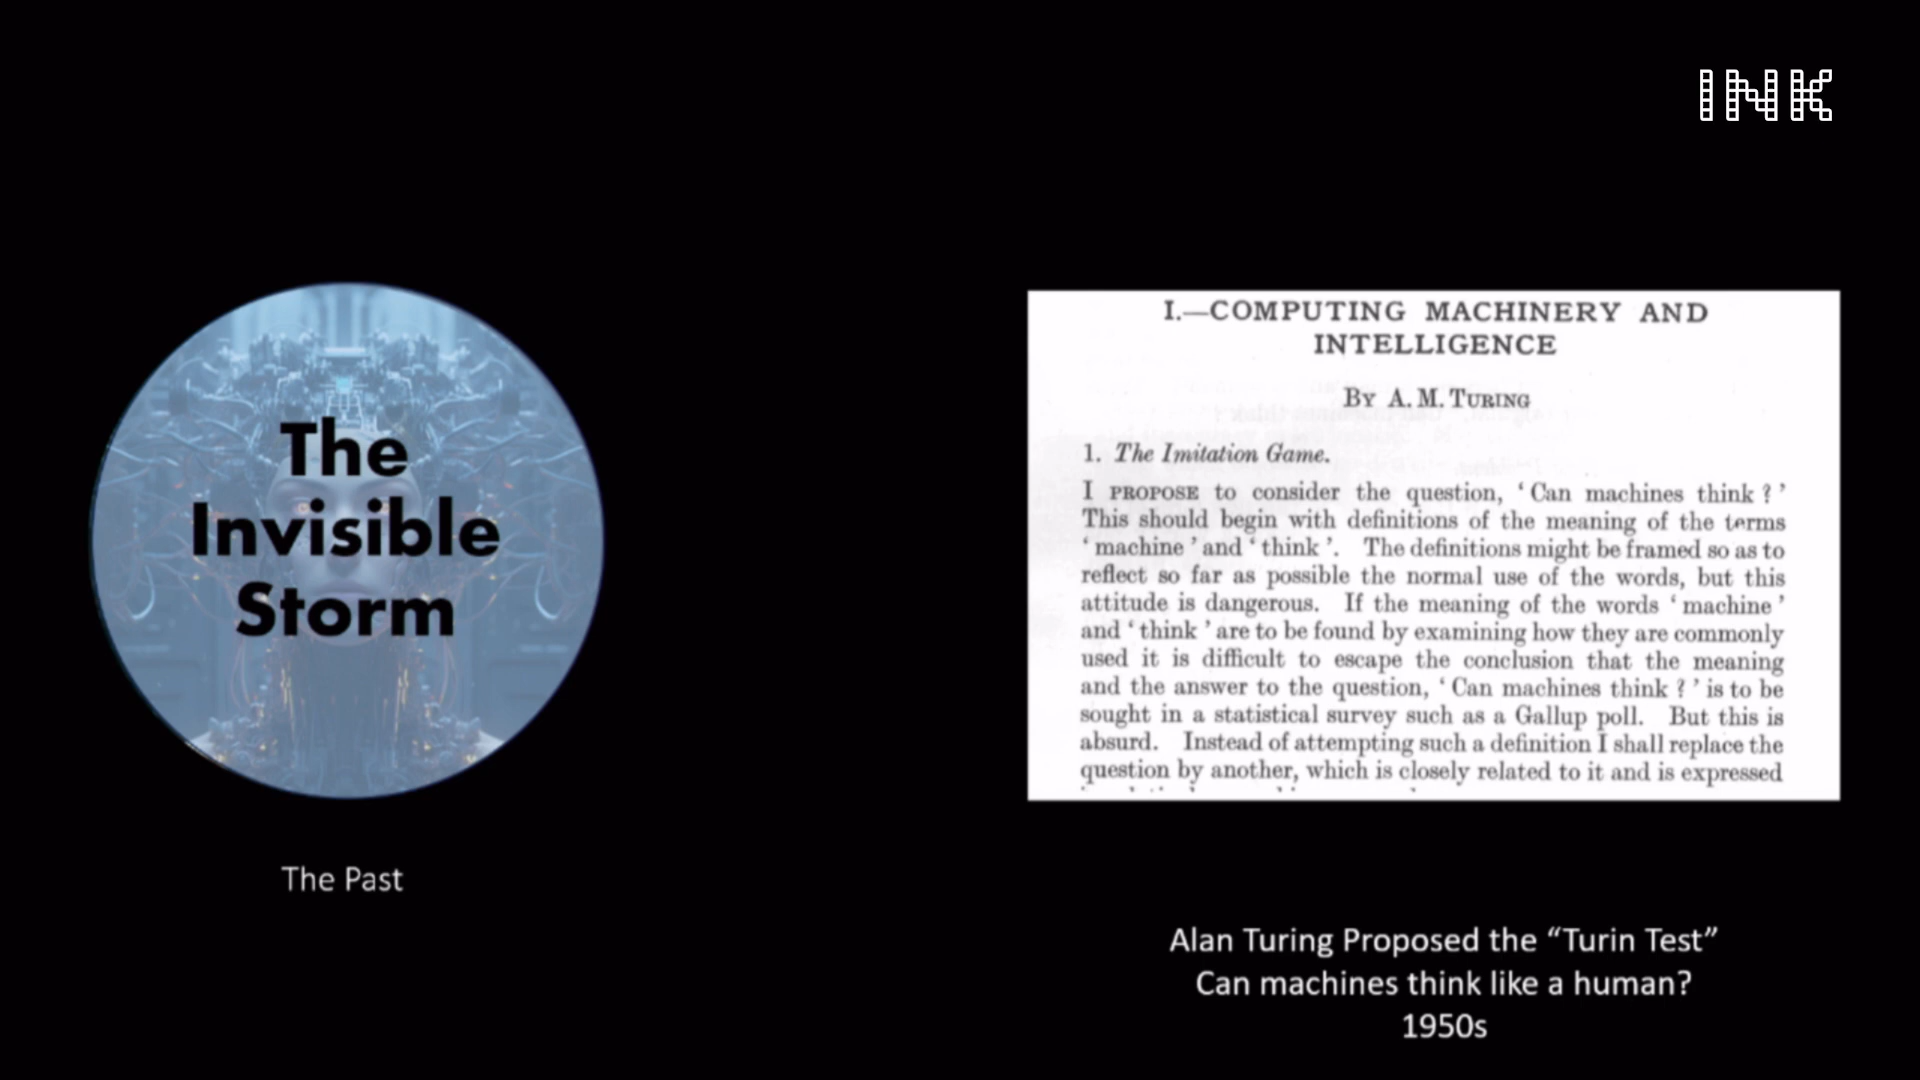 INK
The
Invisible
Storm
The Past
I.—COMPUTING MACHINERY AND
INTELLIGENCE
BY A. M. TURING
1. The Imitation Game.
I PROPOSE to consider the question, ‘ Can machines think ? ’
This should begin with definitions of the meaning of the terms
‘ machine ’ and ‘ think ’. The definitions might be framed so as to
reflect so far as possible the normal use of the words, but this
attitude is dangerous. If the meaning of the words ‘ machine ’
and ‘ think ’ are to be found by examining how they are commonly
used it is difficult to escape the conclusion that the meaning
and the answer to the question, ‘ Can machines think ? ’ is to be
sought in a statistical survey such as a Gallup poll. But this is
absurd. Instead of attempting such a definition I shall replace the
question by another, which is closely related to it and is expressed
Alan Turing Proposed the “Turin Test”
Can machines think like a human?
1950s